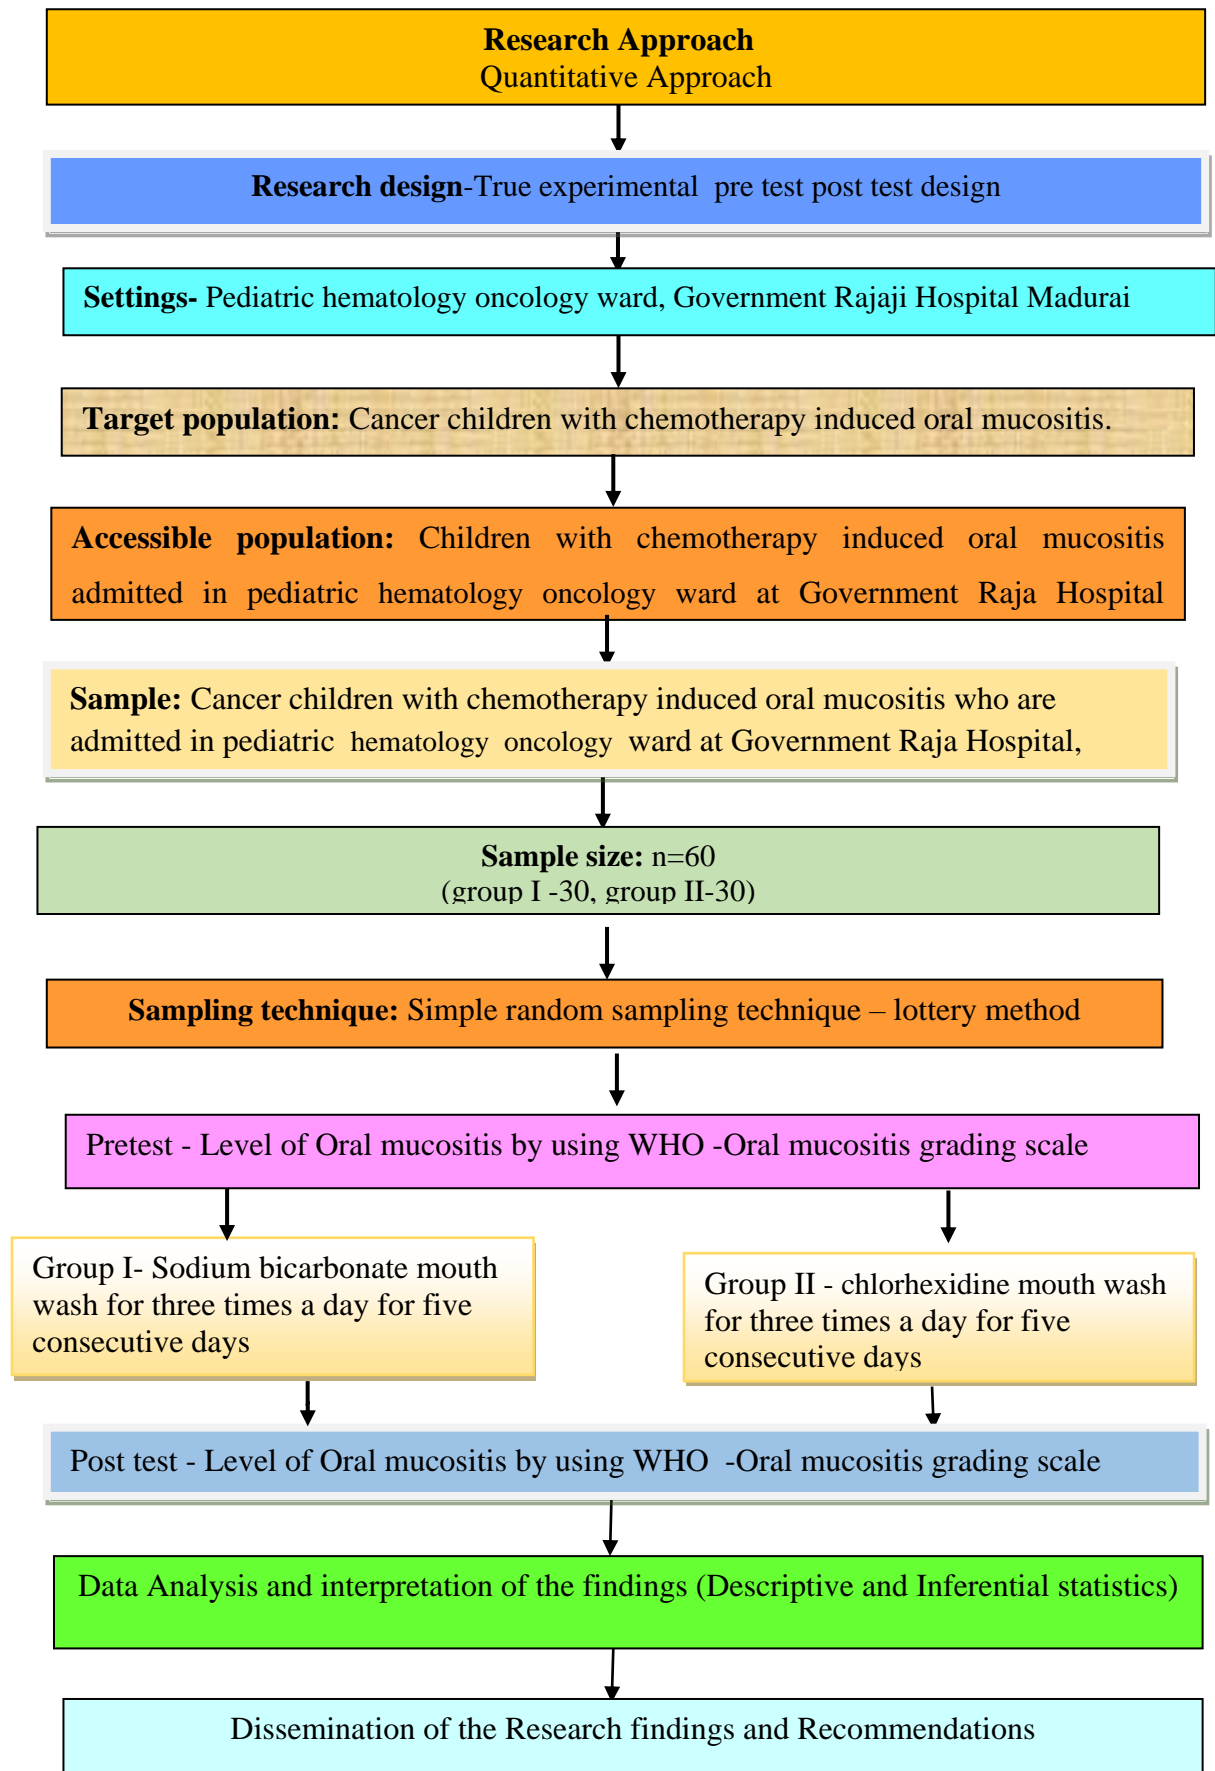 Research Approach
Quantitative Approach
Research design-True experimental pre test post test design
Settings- Pediatric hematology oncology ward, Government Rajaji Hospital Madurai
Target population: Cancer children with chemotherapy induced oral mucositis.
Accessible population: Children with chemotherapy induced oral mucositis
admitted in pediatric hematology oncology ward at Government Raja Hospital
Sample: Cancer children with chemotherapy induced oral mucositis who are
admitted in pediatric hematology oncology ward at Government Raja Hospital,
Sample size: n=60
(group I -30, group II-30)
Sampling technique: Simple random sampling technique – lottery method
Pretest - Level of Oral mucositis by using WHO -Oral mucositis grading scale
Group I- Sodium bicarbonate mouth
wash for three times a day for five
consecutive days
Group II - chlorhexidine mouth wash
for three times a day for five
consecutive days
Post test - Level of Oral mucositis by using WHO -Oral mucositis grading scale
Data Analysis and interpretation of the findings (Descriptive and Inferential statistics)
Dissemination of the Research findings and Recommendations